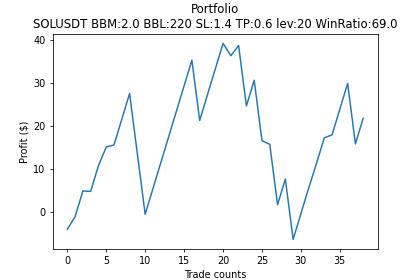 Portfolio
SOLUSDT BBM:2.0 BBL:220 SL:1.4 TP:0.6 lev:20 WinRatio:69.0
40
30
20
10
0
Profit ($)
0 5 10 15 20 25 30 35
Trade counts